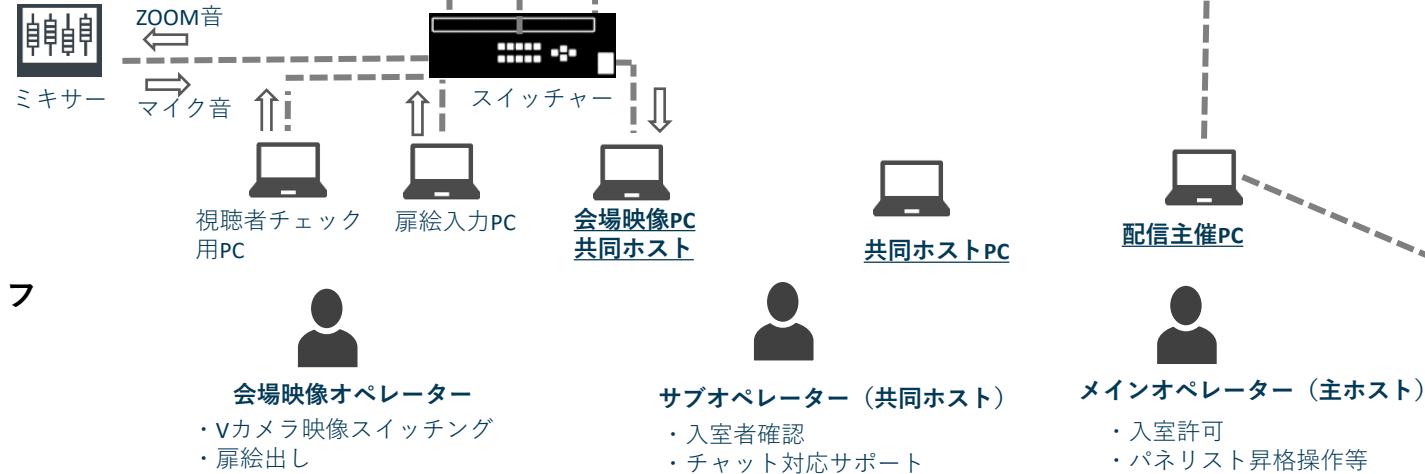 ZOOM音
ミキサー
マイク音
スイッチャー
視聴者チェック
用PC
扉絵入力PC
会場映像PC
共同ホスト
共同ホストPC
配信主催PC
フ
会場映像オペレーター
・Vカメラ映像スイッチング
・扉絵出し
サブオペレーター（共同ホスト）
・入室者確認
・チャット対応サポート
メインオペレーター（主ホスト）
・入室許可
・パネリスト昇格操作等